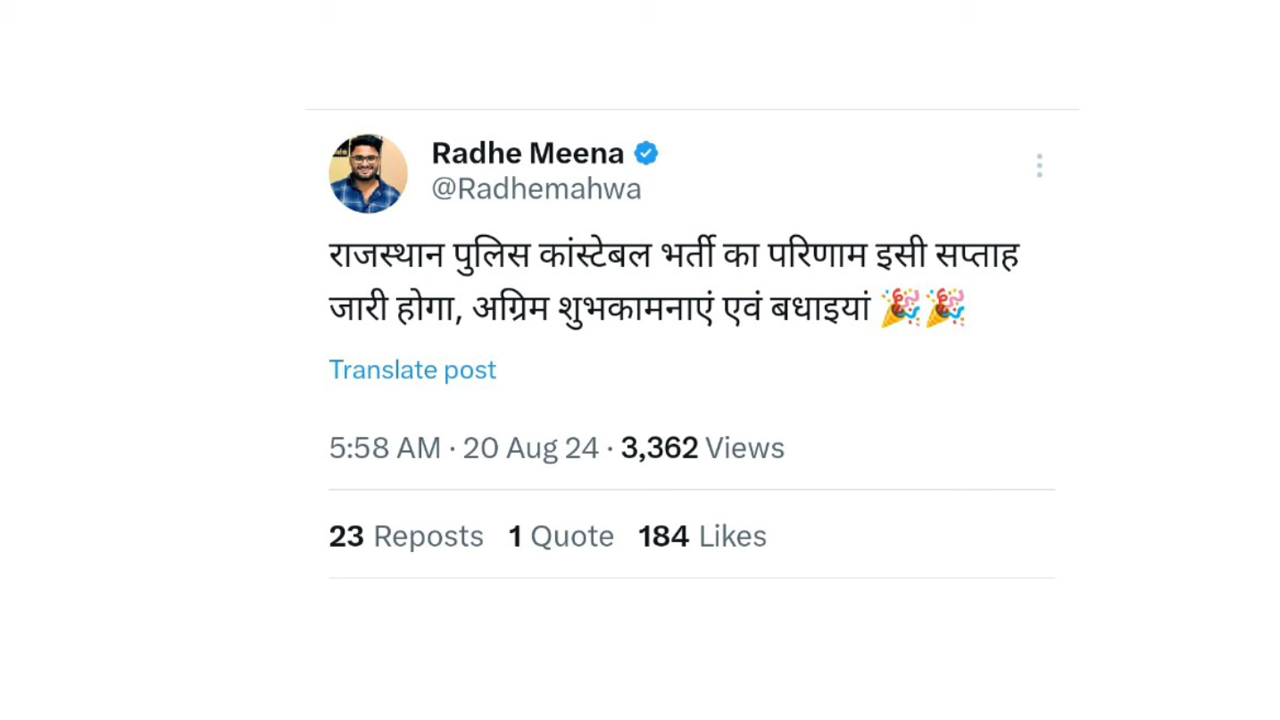 Radhe Meena
@Radhemahwa
राजस्थान पुलिस कांस्टेबल भर्ती का परिणाम इसी सप्ताह
जारी होगा, अग्रिम शुभकामनाएं एवं बधाइयां 🎉🎉
Translate post
5:58 AM · 20 Aug 24 · 3,362 Views
23 Reposts 1 Quote 184 Likes